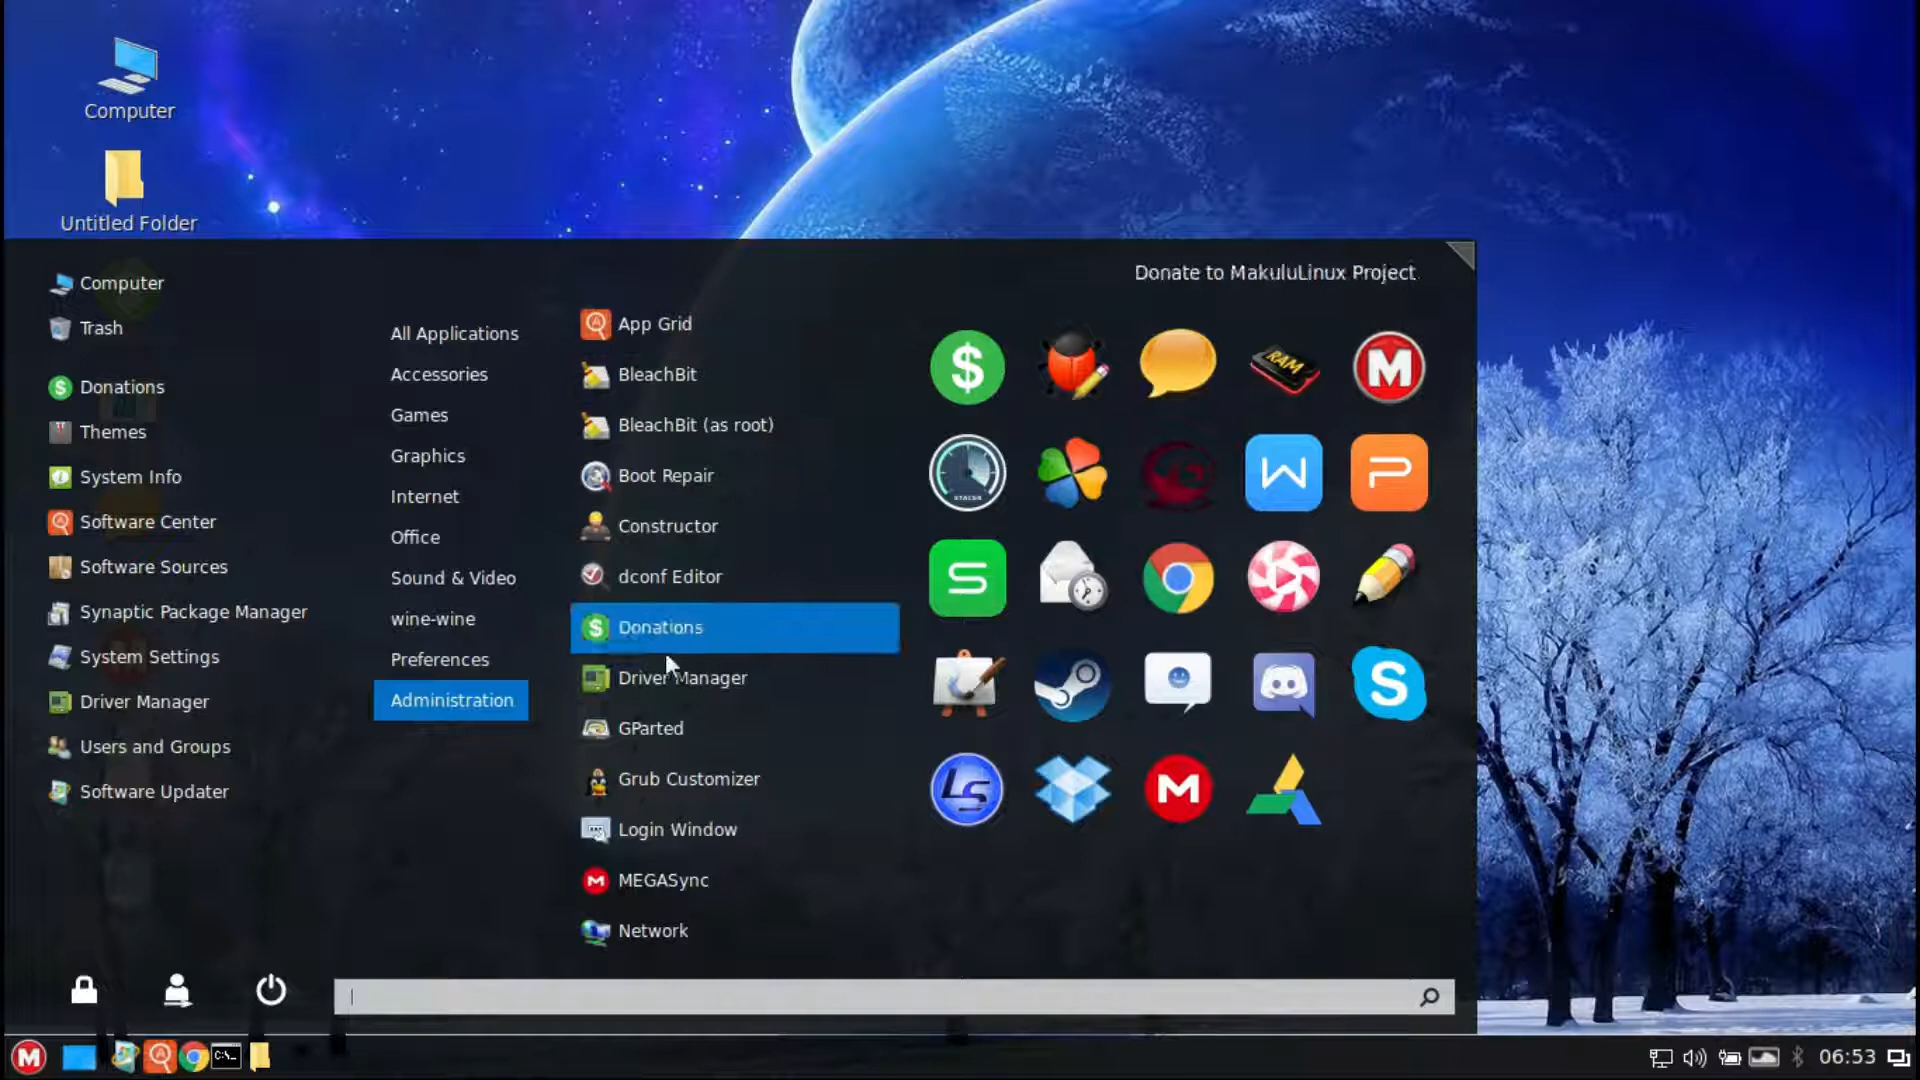 Computer
Untitled Folder
Donate to MakuluLinux Project
Computer
Trash
Donations
Themes
System Info
Software Center
Software Sources
Synaptic Package Manager
System Settings
Driver Manager
Users and Groups
Software Updater
All Applications
Accessories
Games
Graphics
Internet
Office
Sound & Video
wine-wine
Preferences
Administration
App Grid
BleachBit
BleachBit (as root)
Boot Repair
Constructor
dconf Editor
Donations
Driver Manager
GParted
Grub Customizer
Login Window
MEGASync
Network
$
RAM
M
STACER
W
P
S
S
LS
M
M
C:\_
06:53